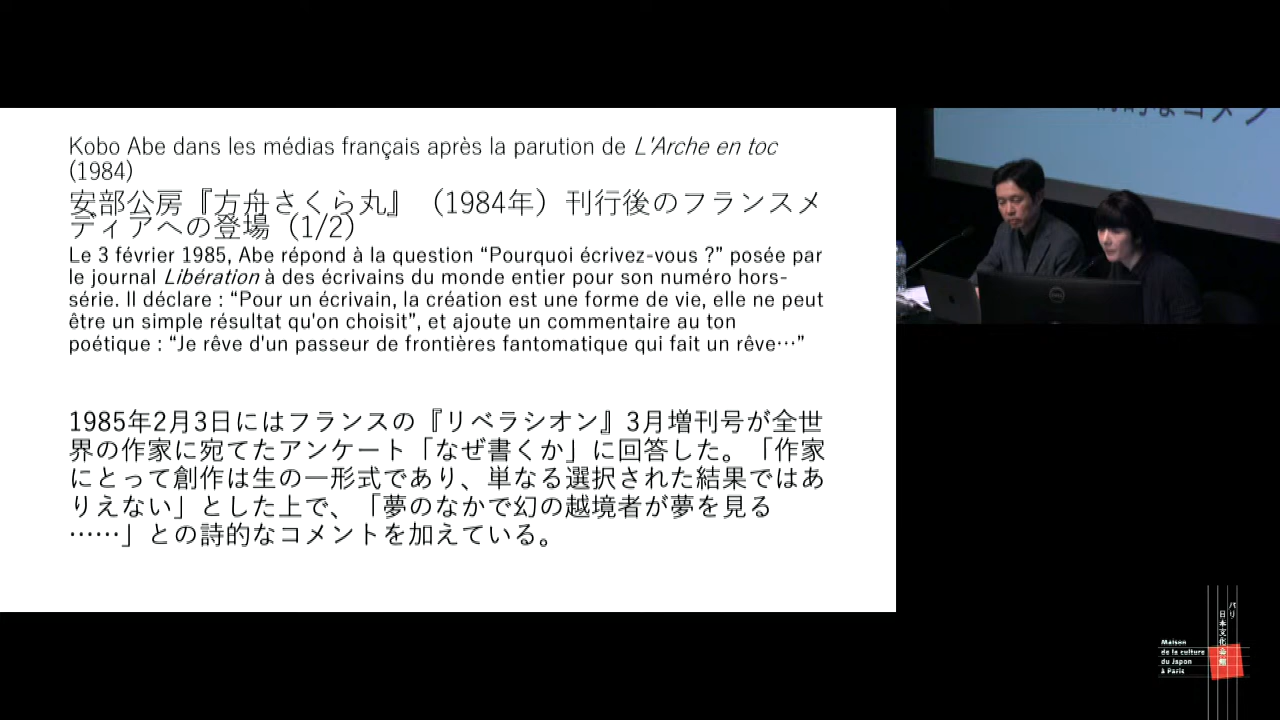 Kobo Abe dans les médias français après la parution de L'Arche en toc
(1984)
安部公房『方舟さくら丸』（1984年）刊行後のフランスメ
ディアへの登場（1/2）
Le 3 février 1985, Abe répond à la question “Pourquoi écrivez-vous ?” posée par
le journal Libération à des écrivains du monde entier pour son numéro hors-
série. Il déclare : “Pour un écrivain, la création est une forme de vie, elle ne peut
être un simple résultat qu'on choisit”, et ajoute un commentaire au ton
poétique : “Je rêve d'un passeur de frontières fantomatique qui fait un rêve…”
1985年2月3日にはフランスの『リベラシオン』3月増刊号が全世
界の作家に宛てたアンケート「なぜ書くか」に回答した。「作家
にとって創作は生の一形式であり、単なる選択された結果ではあ
りえない」とした上で、「夢のなかで幻の越境者が夢を見る
……」との詩的なコメントを加えている。
的なコメン
DELL
パリ
日本文化会館
Maison
de la culture
du Japon
à Paris